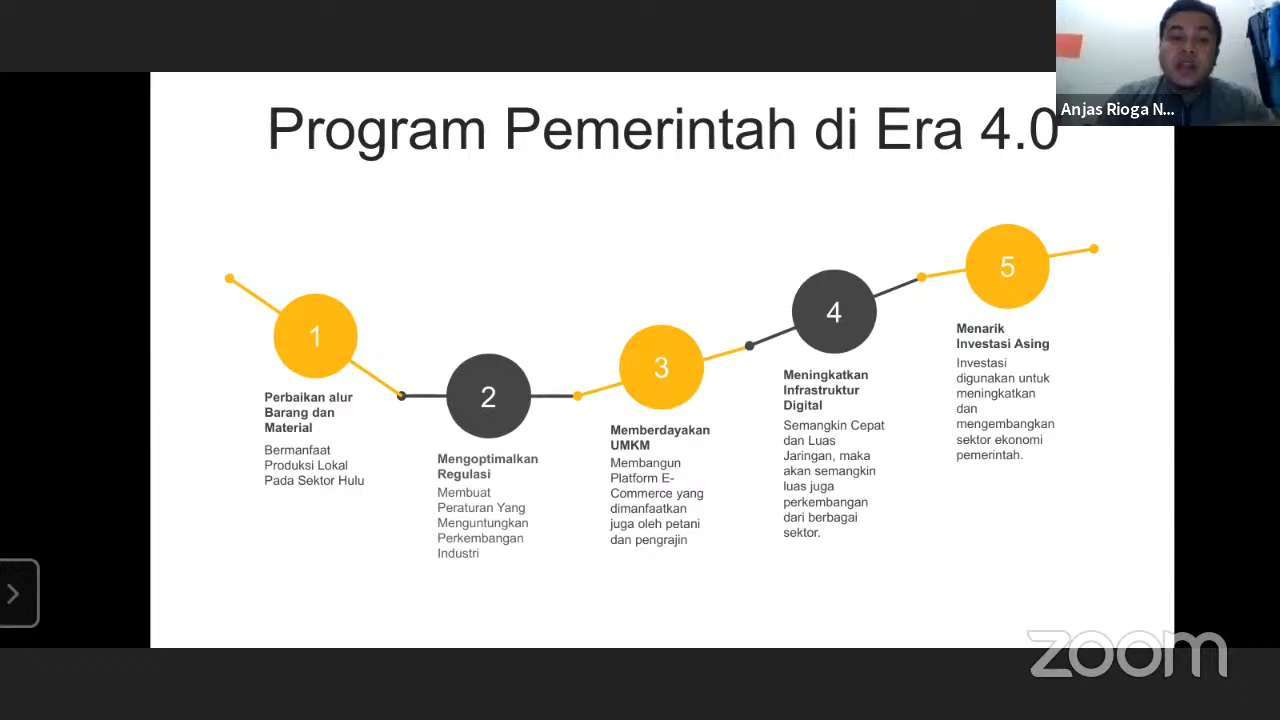 Program Pemerintah di Era 4.0
Anjas Rioga N...
1
Perbaikan alur
Barang dan
Material
Bermanfaat
Produksi Lokal
Pada Sektor Hulu
2
Mengoptimalkan
Regulasi
Membuat
Peraturan Yang
Menguntungkan
Perkembangan
Industri
3
Memberdayakan
UMKM
Membangun
Platform E-
Commerce yang
dimanfaatkan
juga oleh petani
dan pengrajin
4
Meningkatkan
Infrastruktur
Digital
Semangkin Cepat
dan Luas
Jaringan, maka
akan semangkin
luas juga
perkembangan
dari berbagai
sektor.
5
Menarik
Investasi Asing
Investasi
digunakan untuk
meningkatkan
dan
mengembangkan
sektor ekonomi
pemerintah.
zoom